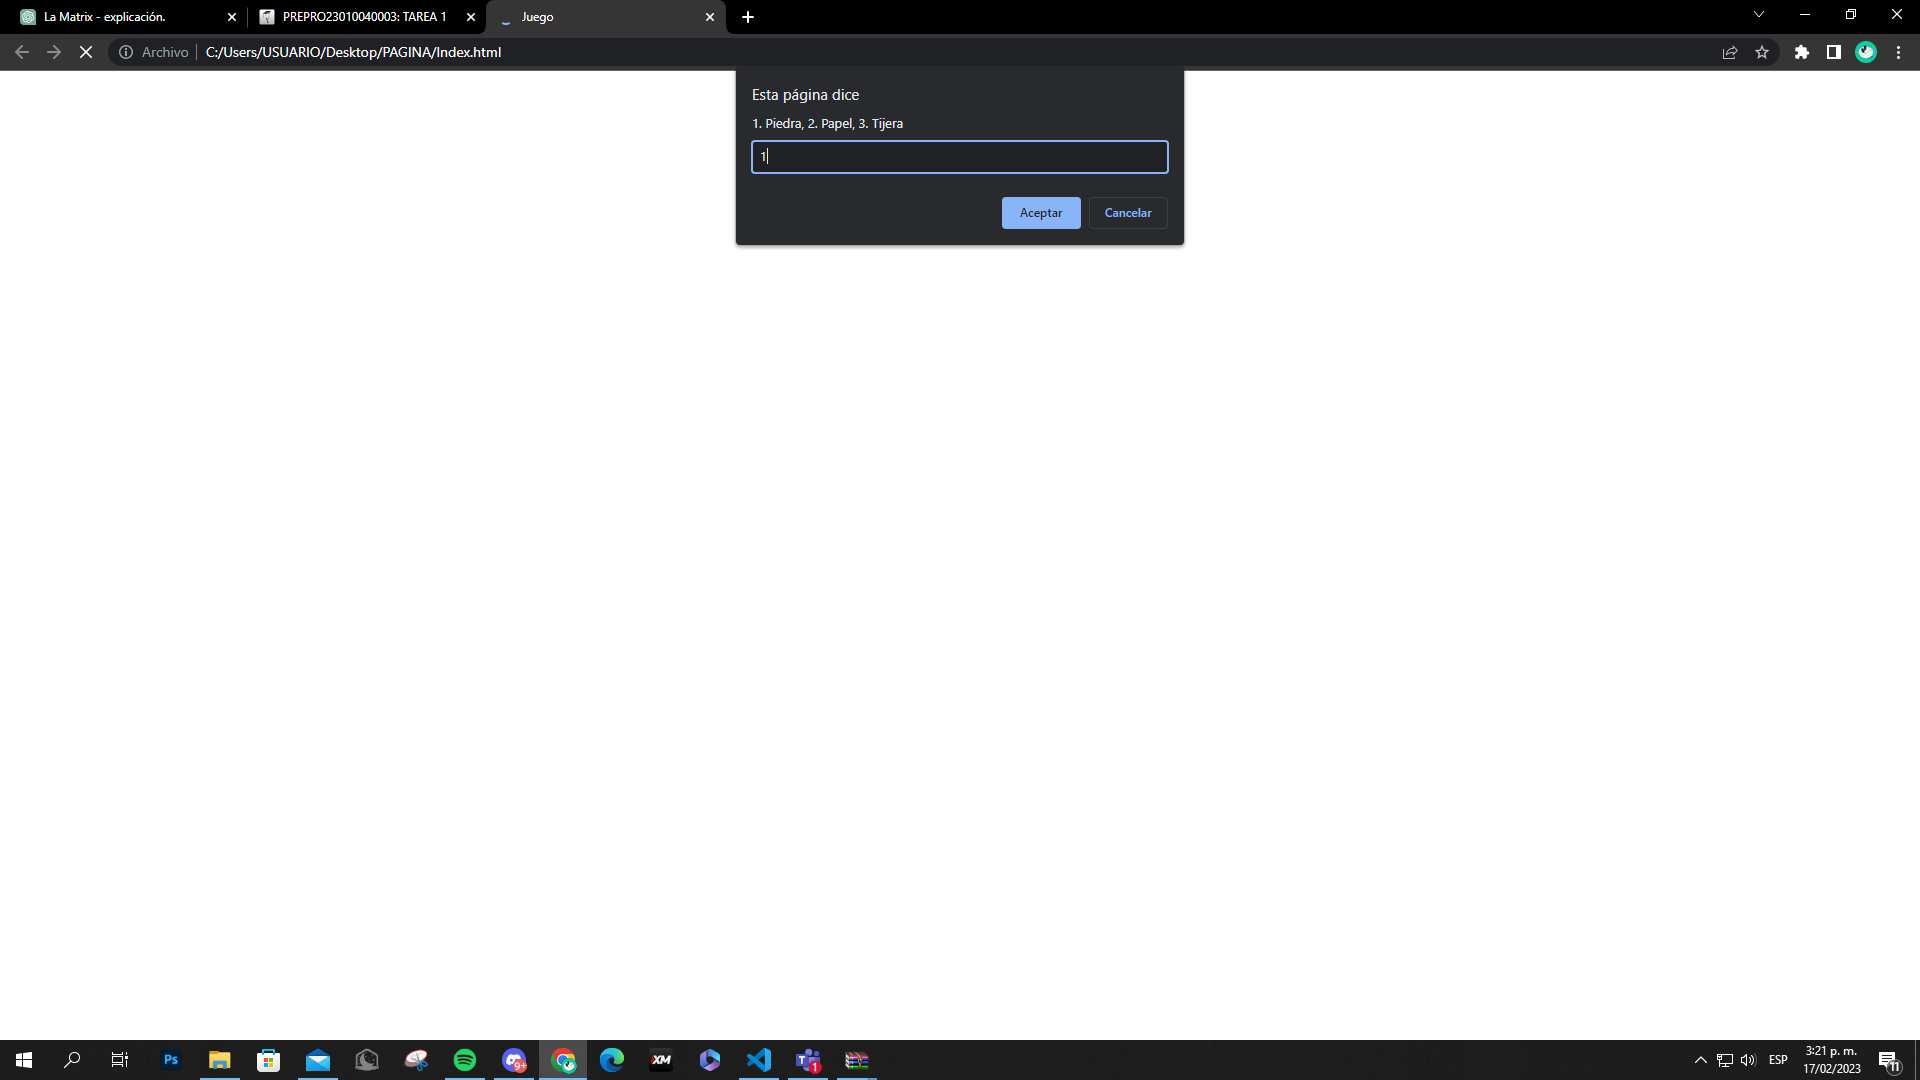 La Matrix - explicación.
PREPRO23010040003: TAREA 1
Juego
Archivo
C:/Users/USUARIO/Desktop/PAGINA/Index.html
Esta página dice
1. Piedra, 2. Papel, 3. Tijera
1
Aceptar
Cancelar
Ps
9+
XM
T
1
ESP
3:21 p. m.
17/02/2023
11